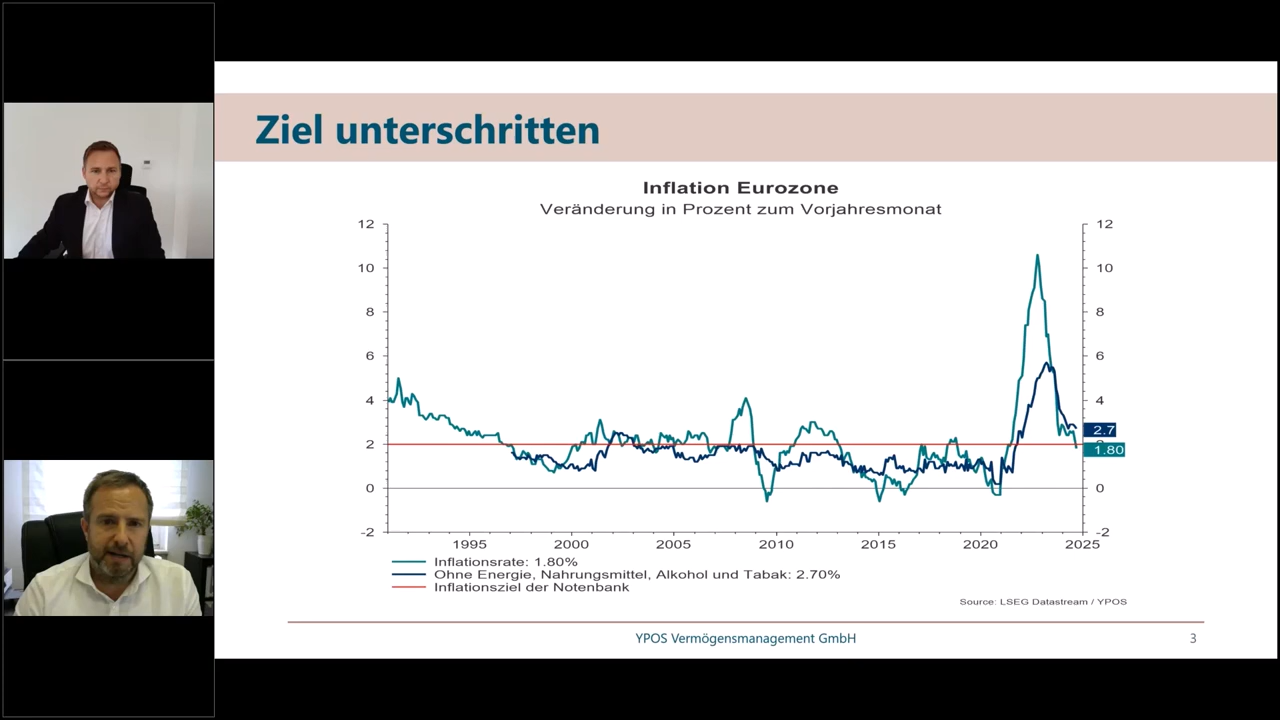 Ziel unterschritten
Inflation Eurozone
Veränderung in Prozent zum Vorjahresmonat
12 12
10 10
8 8
6 6
4 4
2.7
2
1.80
0 0
-2 -2
1995 2000 2005 2010 2015 2020 2025
Inflationsrate: 1.80%
Ohne Energie, Nahrungsmittel, Alkohol und Tabak: 2.70%
Inflationsziel der Notenbank
Source: LSEG Datastream / YPOS
YPOS Vermögensmanagement GmbH 3